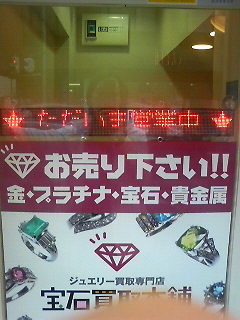 ただいま営業中
お売り下さい!!
金・プラチナ・宝石・貴金属
ジュエリー買取専門店
宝石買取本舗